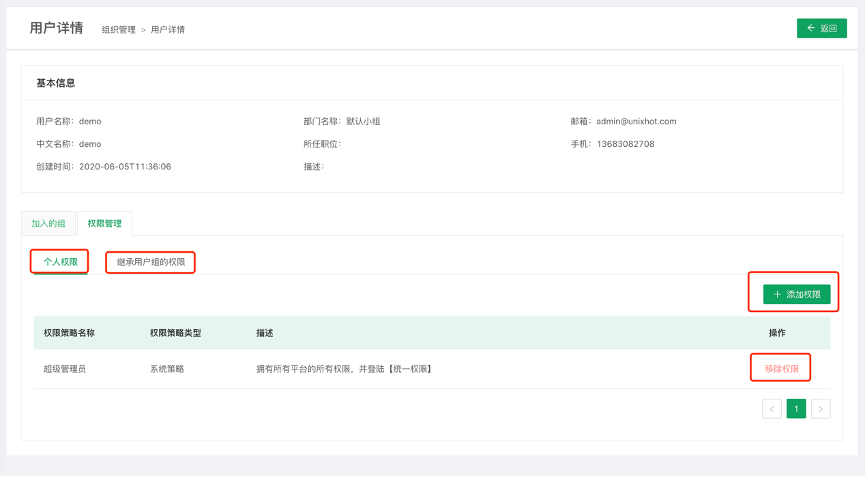 用户详情 组织管理 > 用户详情 ← 返回
基本信息
用户名称：demo 部门名称：默认小组 邮箱：admin@unixhot.com
中文名称：demo 所任职位： 手机：13683082708
创建时间：2020-06-05T11:36:06 描述：
加入的组 权限管理
个人权限 继承用户组的权限
+ 添加权限
权限策略名称 权限策略类型 描述 操作
超级管理员 系统策略 拥有所有平台的所有权限，并登陆【统一权限】 移除权限
< 1 >